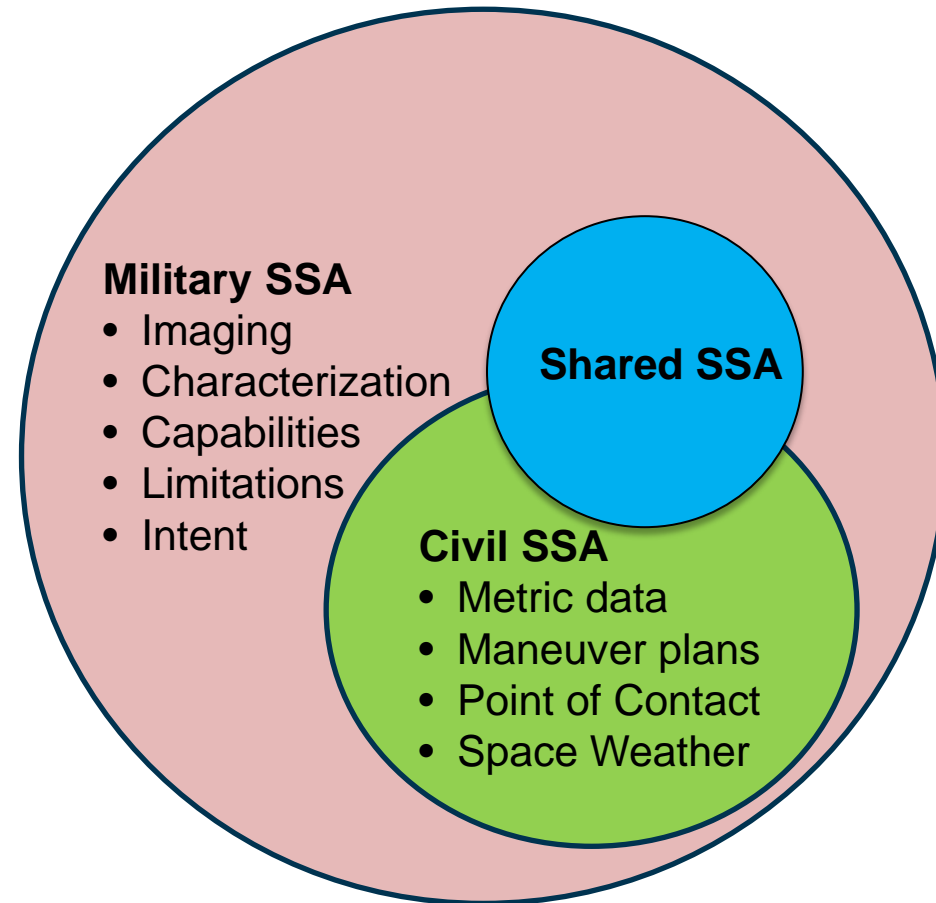 Military SSA
• Imaging
• Characterization
• Capabilities
• Limitations
• Intent
Shared SSA
Civil SSA
• Metric data
• Maneuver plans
• Point of Contact
• Space Weather